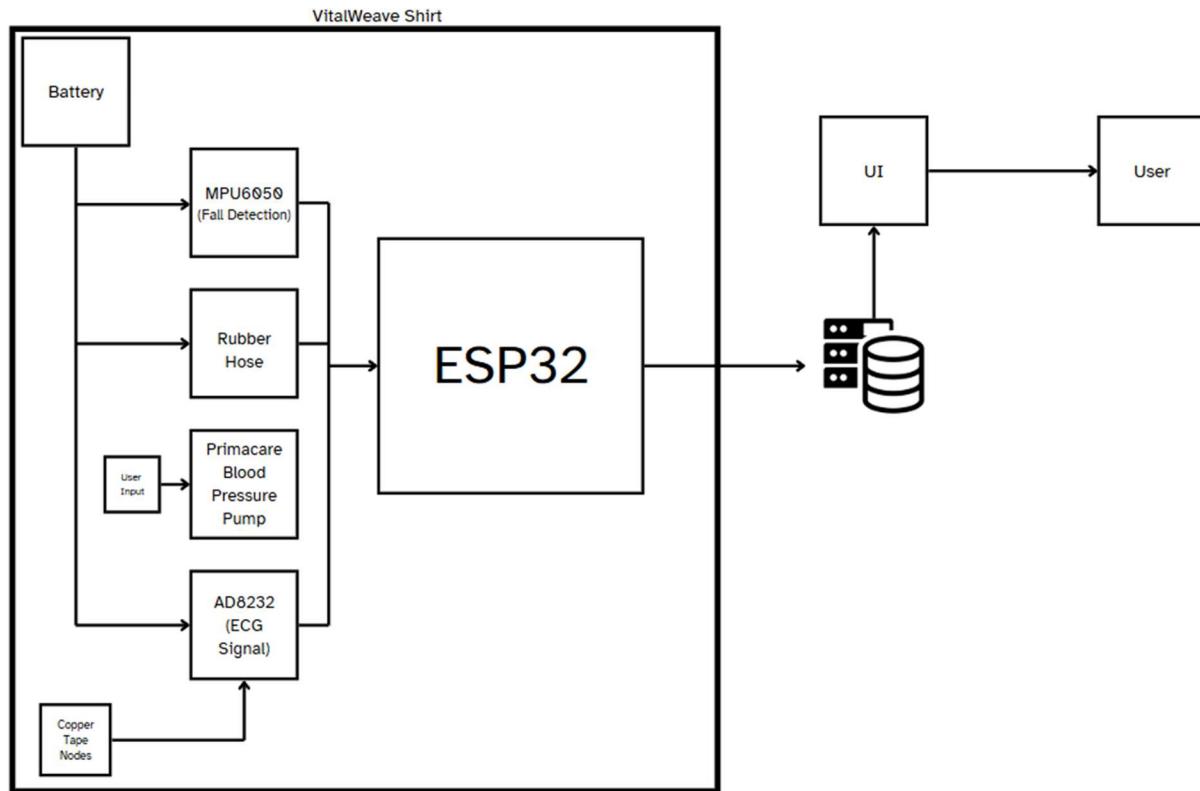 VitalWeave Shirt
Battery
MPU6050
(Fall Detection)
Rubber
Hose
User
Input
Primacare
Blood
Pressure
Pump
AD8232
(ECG
Signal)
Copper
Tape
Nodes
ESP32
UI
User